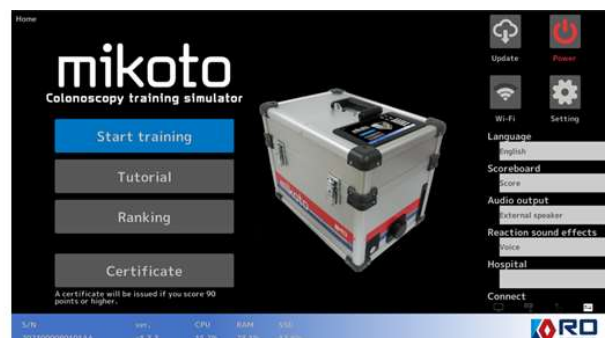 Home
mikoto
Colonoscopy training simulator
Start training
Tutorial
Ranking
Certificate
A certificate will be issued if you score 90
points or higher.
Update
Power
Wi-Fi
Setting
Language
English
Scoreboard
Score
Audio output
External speaker
Reaction sound effects
Voice
Hospital
Connect
mikoto
S/N
ver.
CPU
RAM
SSD
RO